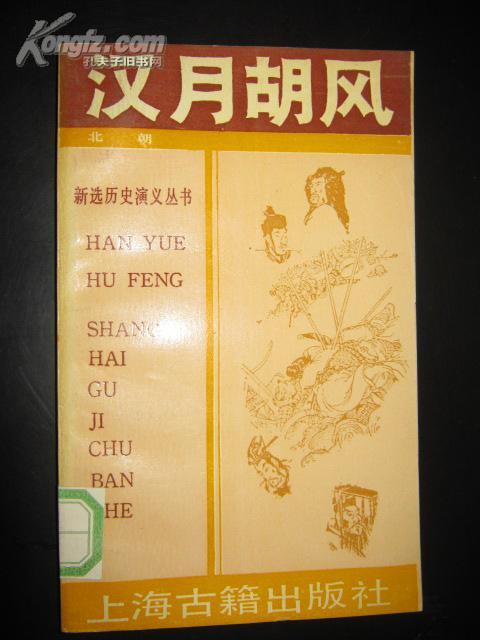 Kongfz.com
孔夫子旧书网
汉月胡风
北 朝
新选历史演义丛书
HAN YUE
HU FENG
SHANG
HAI
GU
JI
CHU
BAN
HE
上海古籍出版社